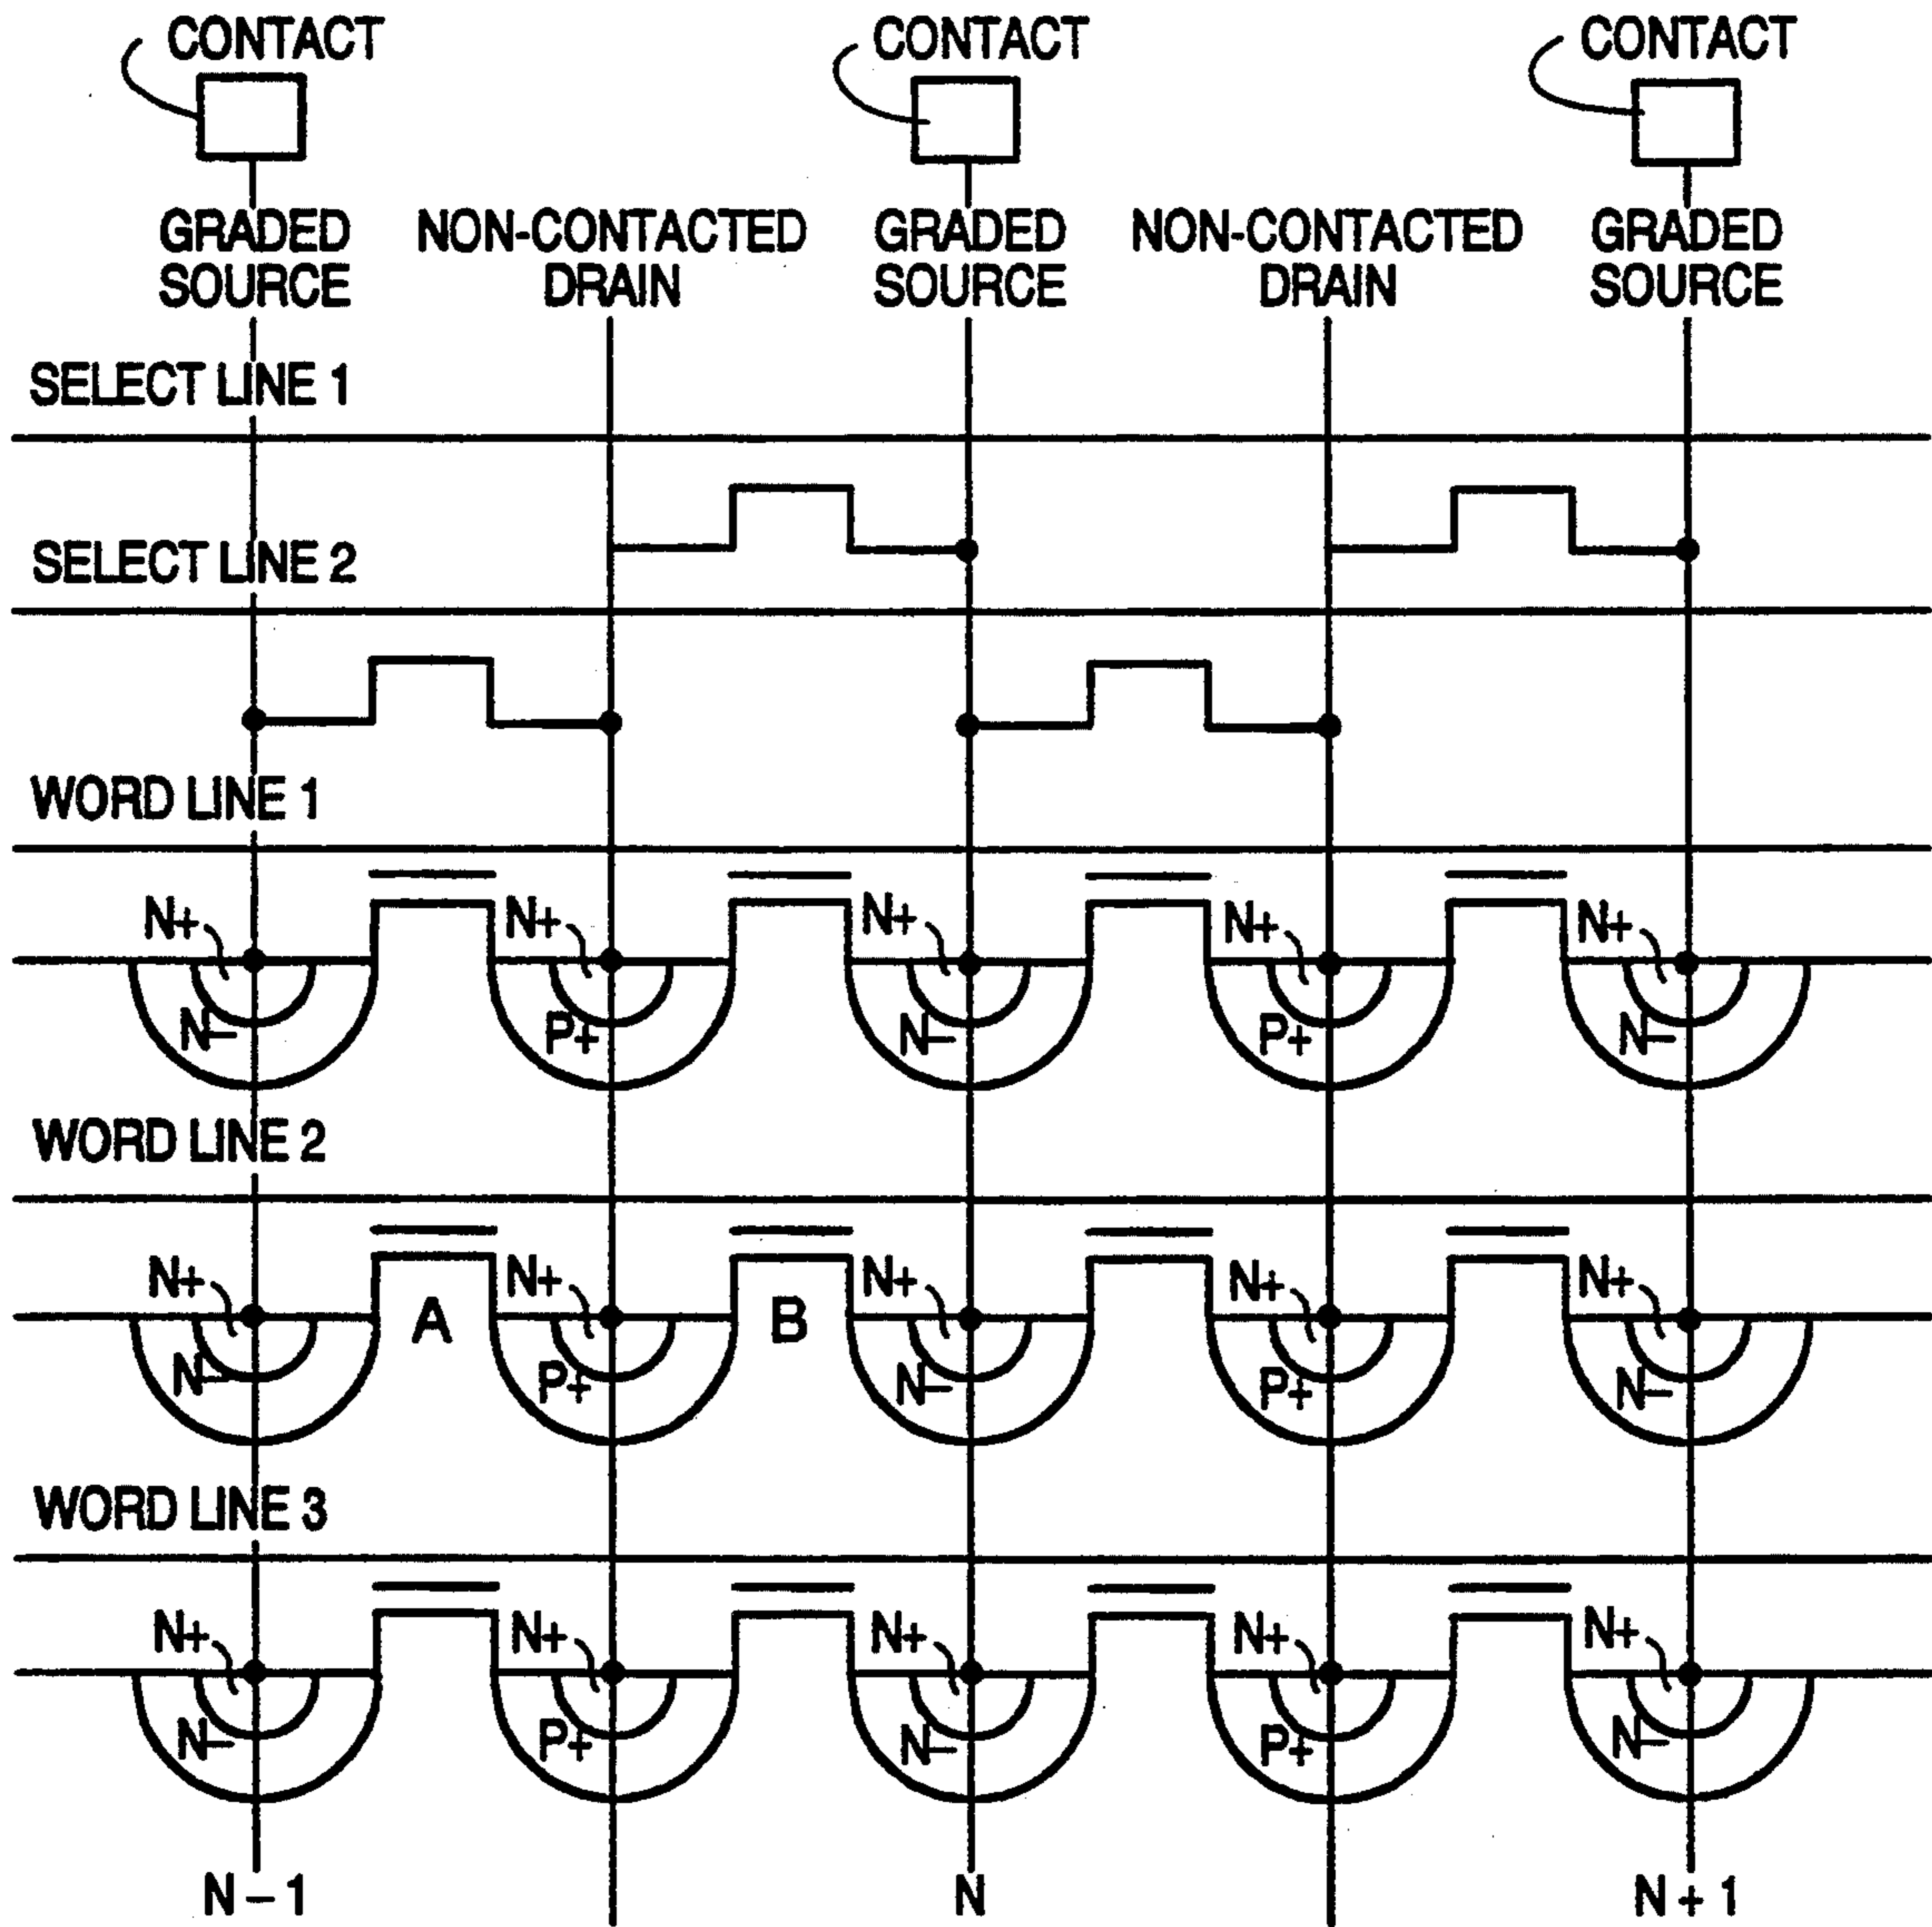 CONTACT CONTACT CONTACT
GRADED SOURCE NON-CONTACTED DRAIN GRADED SOURCE NON-CONTACTED DRAIN GRADED SOURCE
SELECT LINE 1
SELECT LINE 2
WORD LINE 1
N+ N+ N+ N+ N+
N– P+ N– P+ N–
WORD LINE 2
N+ N+ N+ N+ N+
A B
N– P+ N– P+ N–
WORD LINE 3
N+ N+ N+ N+ N+
N– P+ N– P+ N–
N – 1 N N + 1